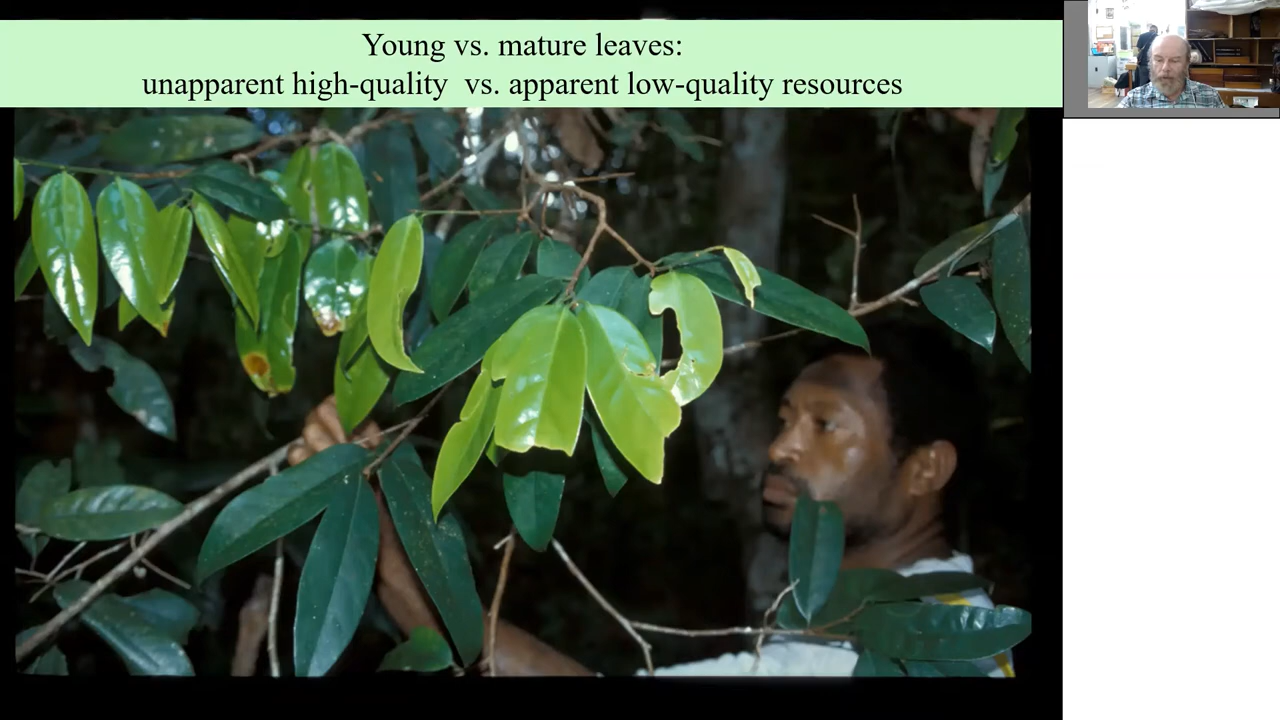 Young vs. mature leaves:
unapparent high-quality vs. apparent low-quality resources